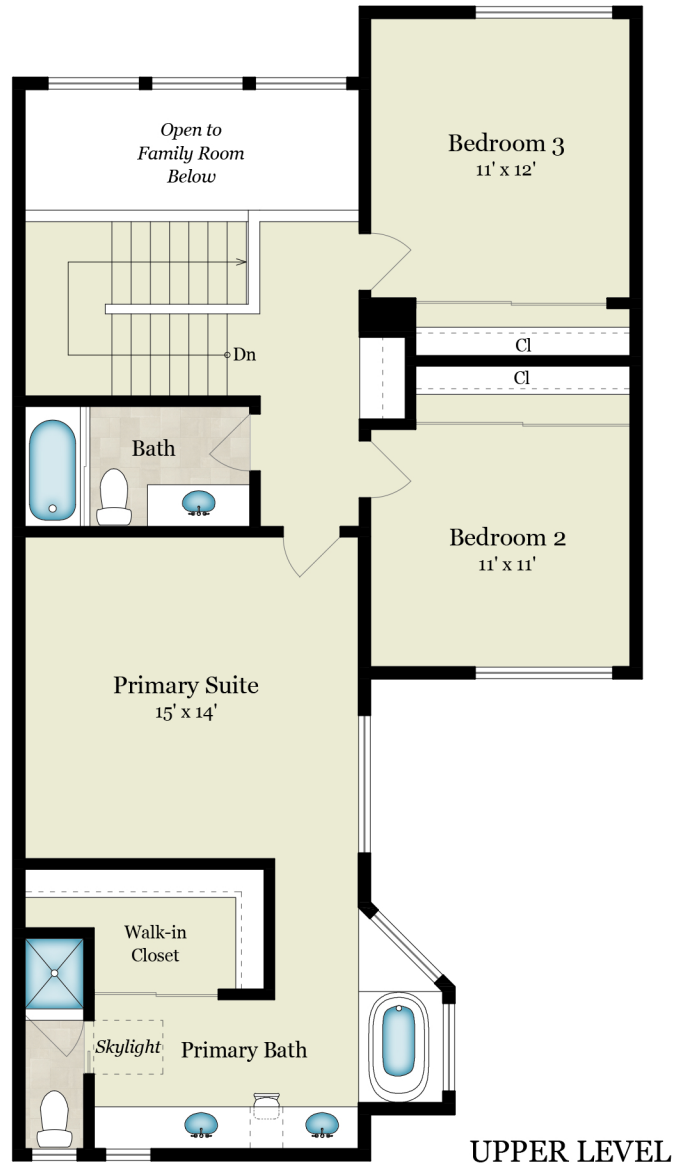 Open to
Family Room
Below
Bedroom 3
11' x 12'
Cl
Dn
Cl
Bath
Bedroom 2
11' x 11'
Primary Suite
15' x 14'
Walk-in
Closet
Skylight
Primary Bath
UPPER LEVEL